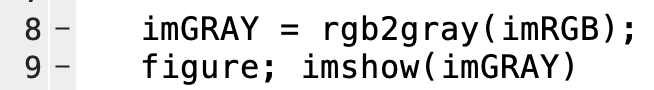 8 - imGRAY = rgb2gray(imRGB);
9 - figure; imshow(imGRAY)